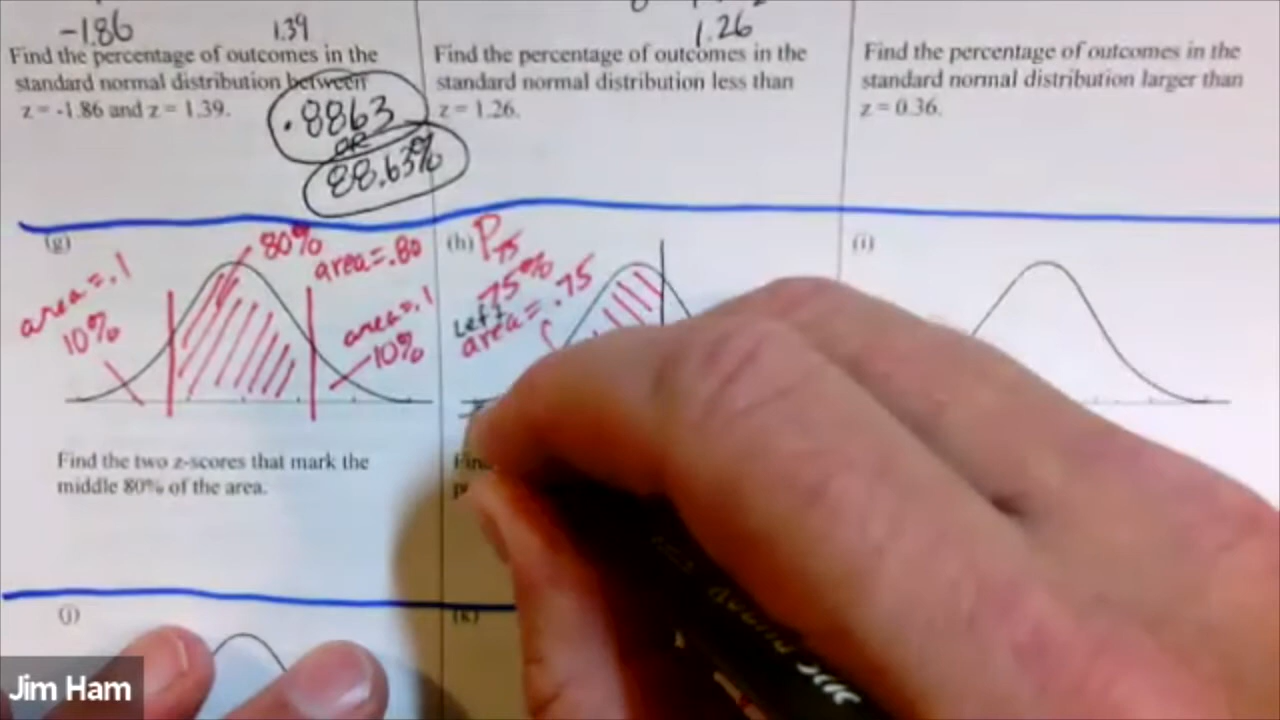 -1.86 1.39
Find the percentage of outcomes in the
standard normal distribution between
z = -1.86 and z = 1.39.
.8863
OR
88.63%
1.26
Find the percentage of outcomes in the
standard normal distribution less than
z = 1.26.
Find the percentage of outcomes in the
standard normal distribution larger than
z = 0.36.
(g)
80%
area=.80
area=.1
10%
area=.1
10%
Find the two z-scores that mark the
middle 80% of the area.
(h) P75
75%
Left
area=.75
(i)
(j)
(k)
Jim Ham